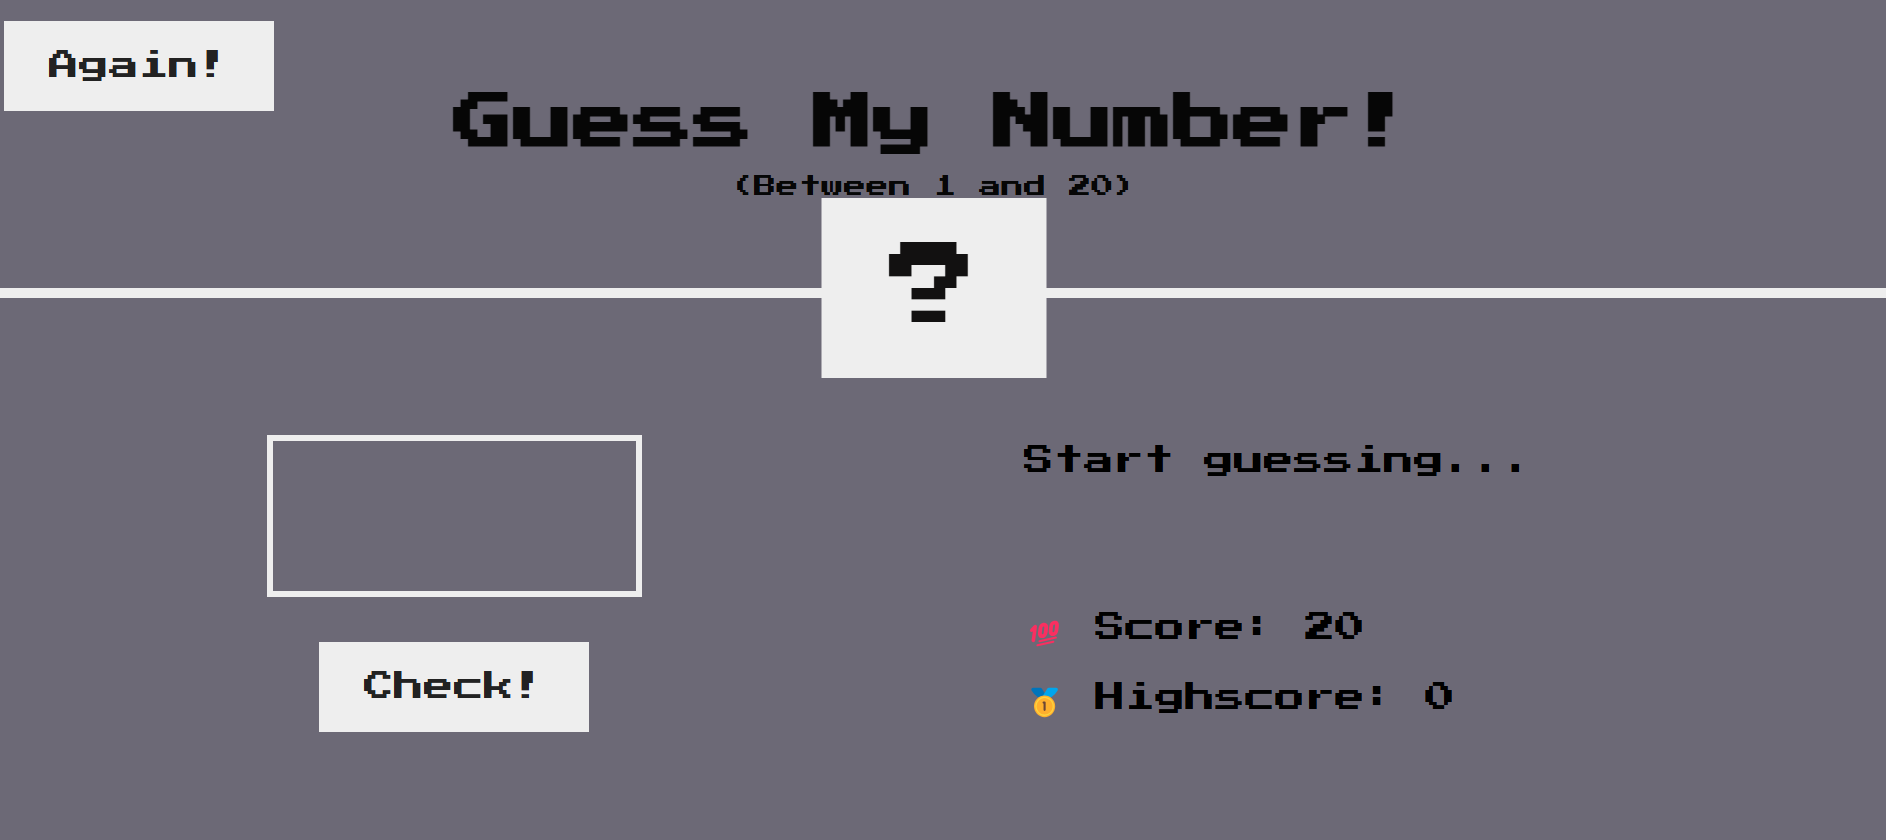 Again!
Guess My Number!
(Between 1 and 20)
?
Start guessing...
💯 Score: 20
🥇 Highscore: 0
Check!